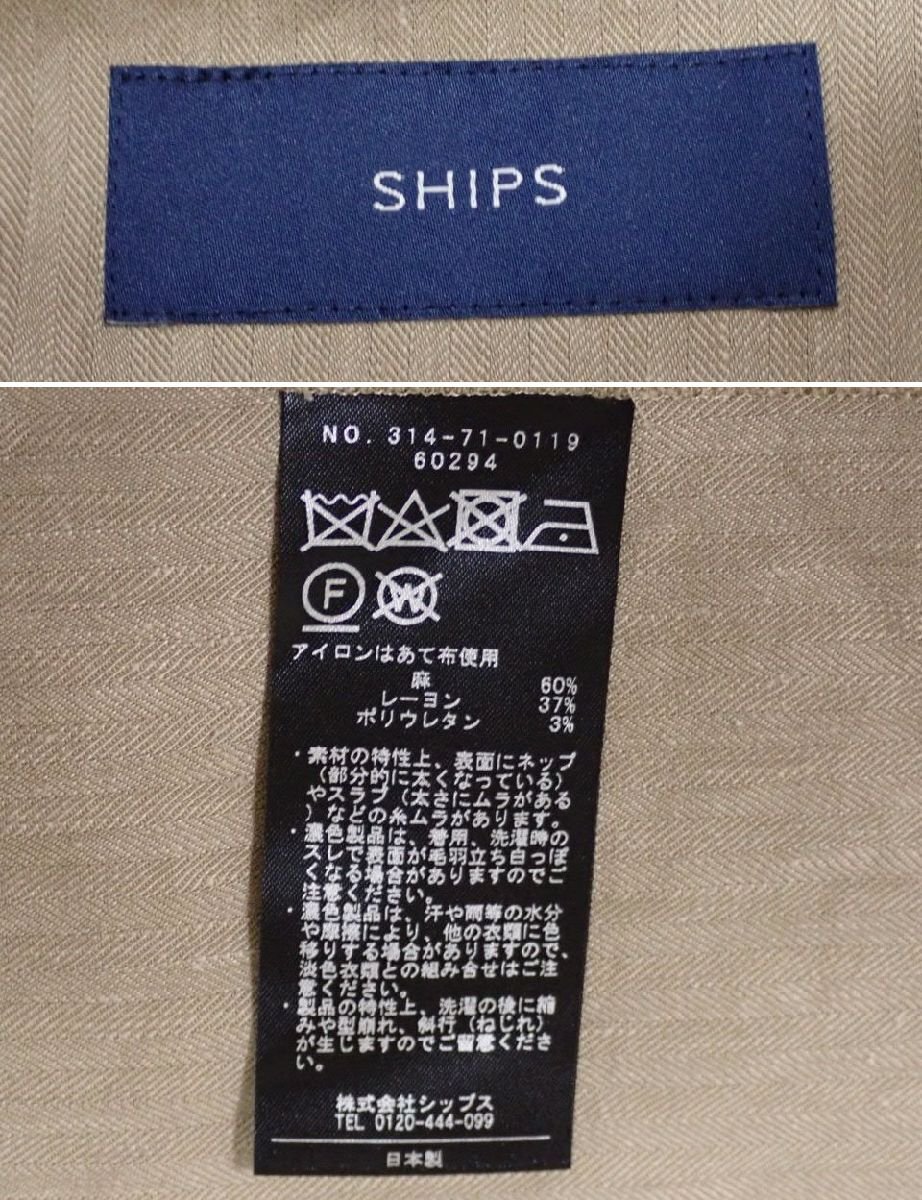 SHIPS
NO. 314-71-0119
60294
F W
アイロンはあて布使用
麻 60%
レーヨン 37%
ポリウレタン 3%
・素材の特性上、表面にネップ
(部分的に太くなっている)
やスラブ(太さにムラがある
)などの糸ムラがあります。
・濃色製品は、着用、洗濯時の
スレで表面が毛羽立ち白っぽ
くなる場合がありますのでご
注意ください。
・濃色製品は、汗や雨等の水分
や摩擦により、他の衣類に色
移りする場合がありますので、
淡色衣類との組み合せはご注
意ください。
・製品の特性上、洗濯の後に縮
みや型崩れ、斜行(ねじれ)
が生じますのでご留意くださ
い。
株式会社シップス
TEL 0120-444-099
日本製